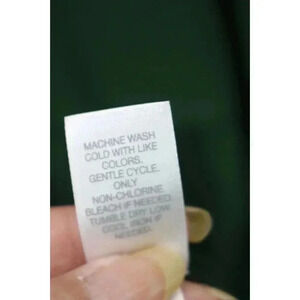 MACHINE WASH
COLD WITH LIKE
COLORS.
GENTLE CYCLE.
ONLY
NON-CHLORINE
BLEACH IF NEEDED.
TUMBLE DRY LOW.
COOL IRON IF
NEEDED.